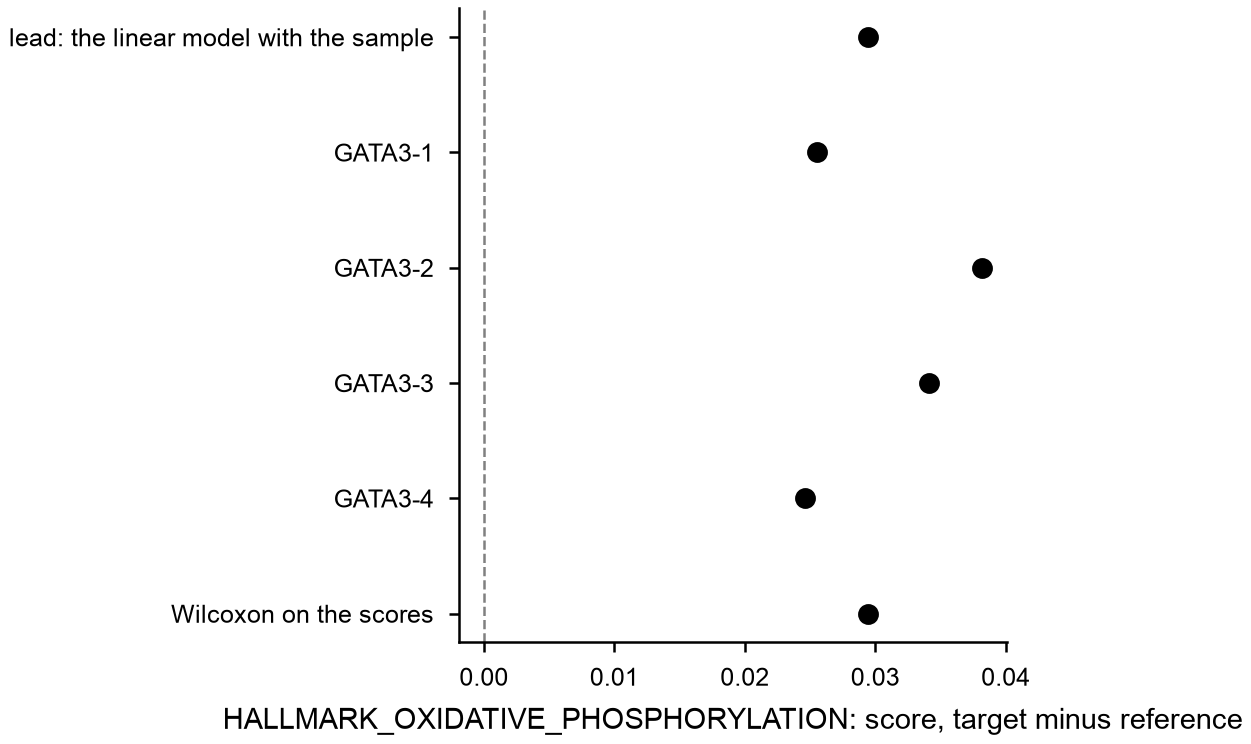 lead: the linear model with the sample
GATA3-1
GATA3-2
GATA3-3
GATA3-4
Wilcoxon on the scores
0.00 0.01 0.02 0.03 0.04
HALLMARK_OXIDATIVE_PHOSPHORYLATION: score, target minus reference